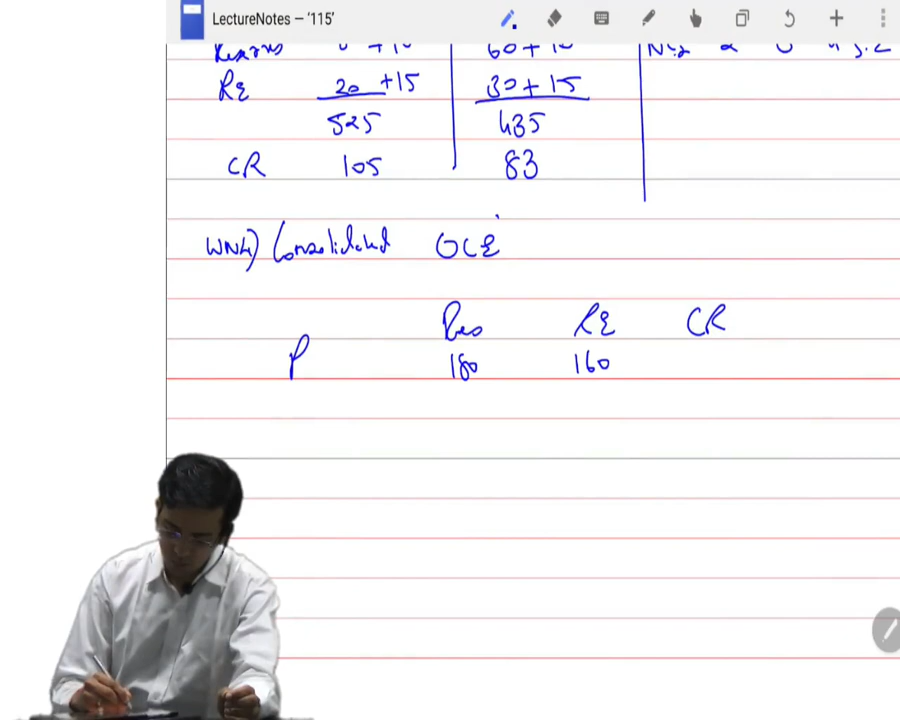 LectureNotes – '115'
RE 20 +15 30 + 15
525 435
CR 105 83
WN4) Consolidated OCE
Res RE CR
P 180 160